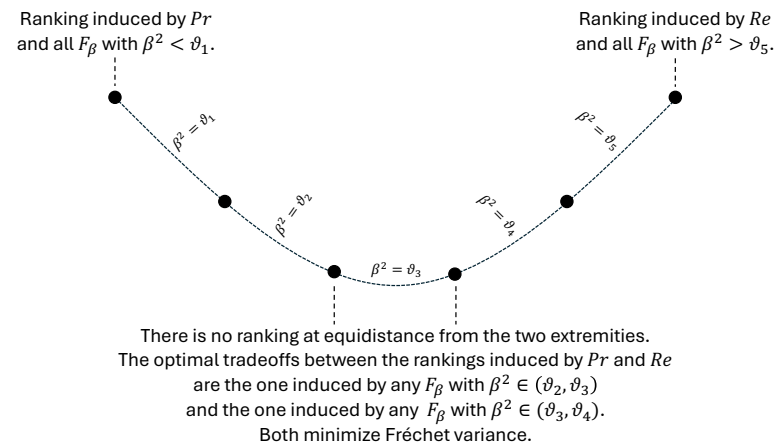 Ranking induced by 𝑃𝑟
and all 𝐹_𝛽 with 𝛽² < 𝜗₁.
Ranking induced by 𝑅𝑒
and all 𝐹_𝛽 with 𝛽² > 𝜗₅.
𝛽² = 𝜗₁
𝛽² = 𝜗₂
𝛽² = 𝜗₃
𝛽² = 𝜗₄
𝛽² = 𝜗₅
There is no ranking at equidistance from the two extremities.
The optimal tradeoffs between the rankings induced by 𝑃𝑟 and 𝑅𝑒
are the one induced by any 𝐹_𝛽 with 𝛽² ∈ (𝜗₂, 𝜗₃)
and the one induced by any 𝐹_𝛽 with 𝛽² ∈ (𝜗₃, 𝜗₄).
Both minimize Fréchet variance.